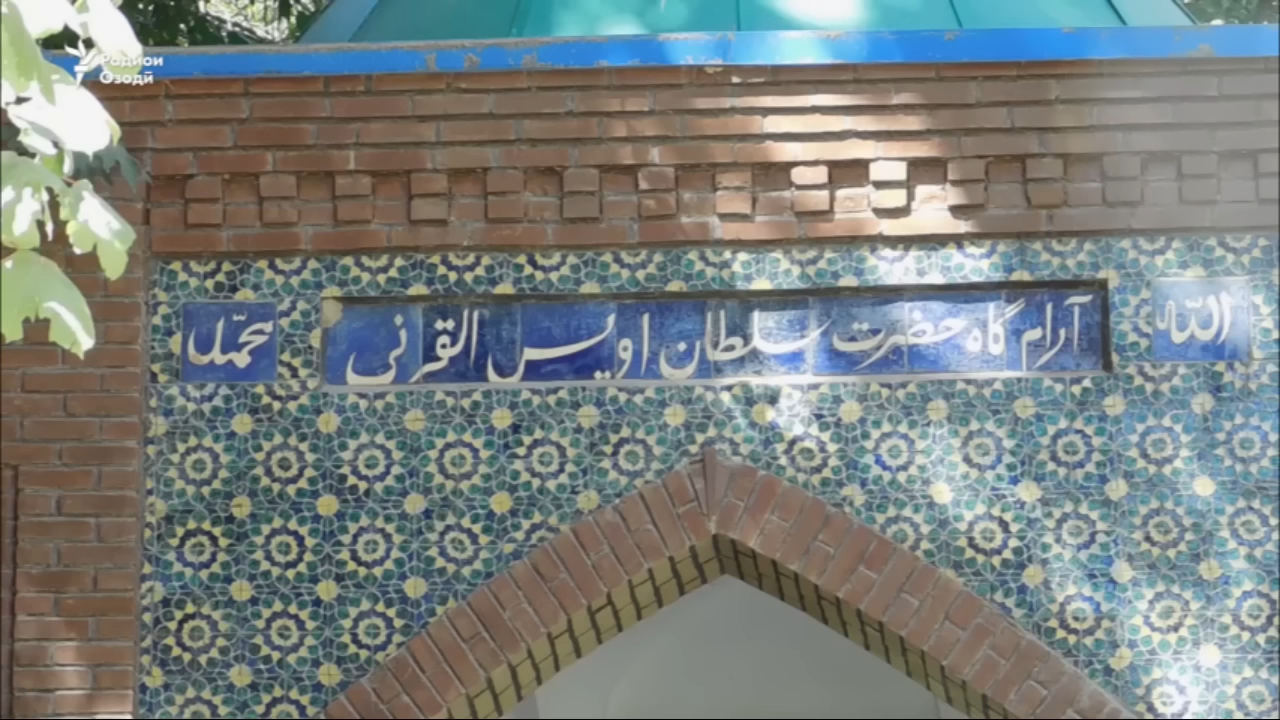 Радиои
Озодӣ
الله
آرام گاه حضرت سلطان اویس القرنی
محمد